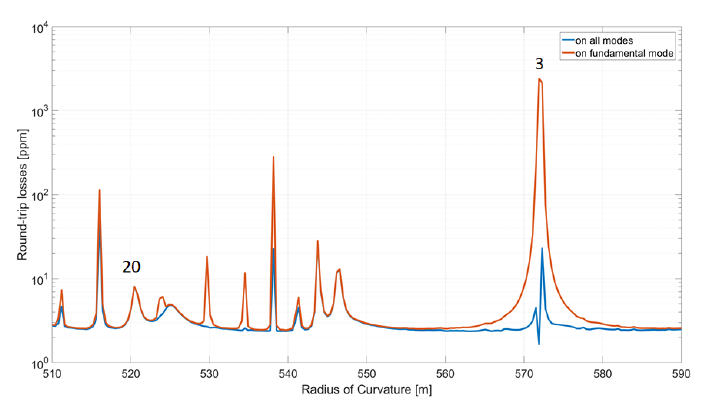 10^4
on all modes
on fundamental mode
3
10^3
10^2
20
10^1
10^0
510 520 530 540 550 560 570 580 590
Round-trip losses [ppm]
Radius of Curvature [m]